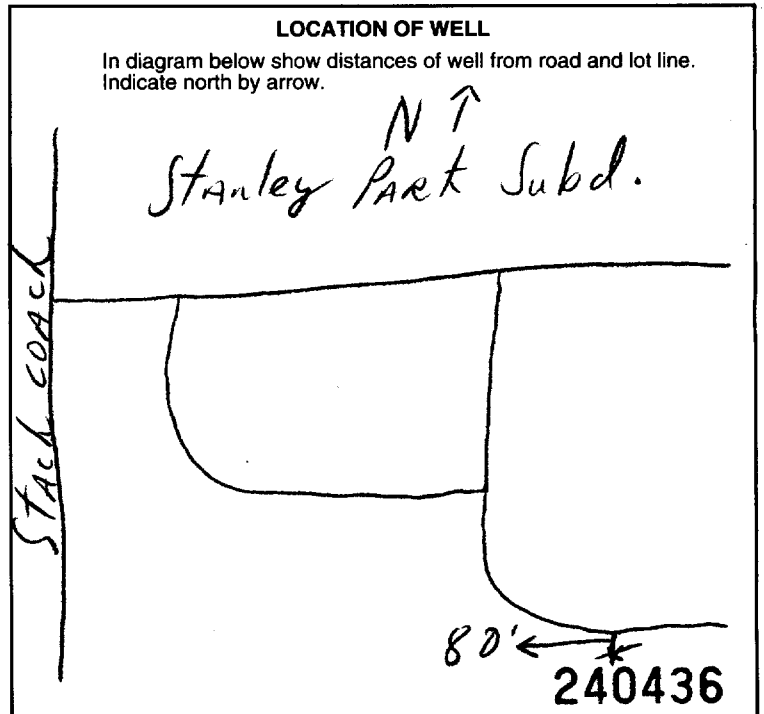 LOCATION OF WELL
In diagram below show distances of well from road and lot line.
Indicate north by arrow.
N ↑
Stanley PARK Subd.
STACh COACh
80'
240436